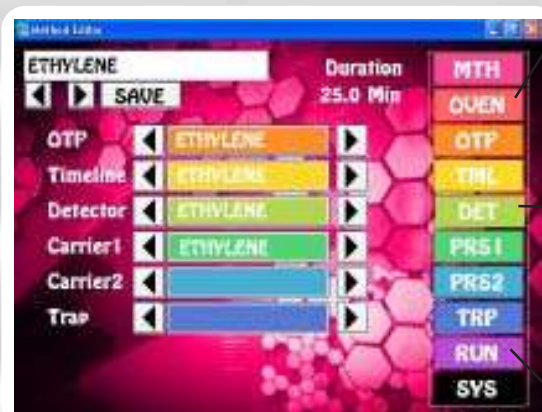 Method Editor
ETHYLENE
SAVE
Duration
25.0 Min
OTP ETHYLENE
Timeline ETHYLENE
Detector ETHYLENE
Carrier1 ETHYLENE
Carrier2
Trap
MTH
OVEN
OTP
TML
DET
PRS1
PRS2
TRP
RUN
SYS